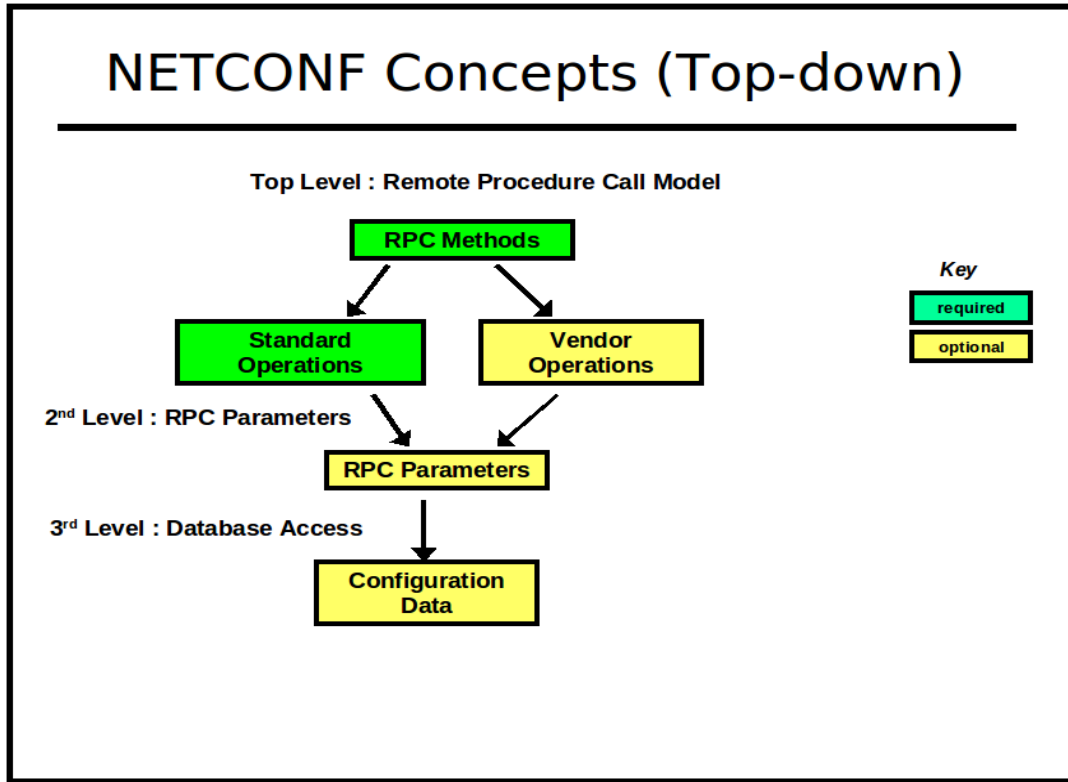 NETCONF Concepts (Top-down)
Top Level : Remote Procedure Call Model
RPC Methods
Key
required
optional
Standard
Operations
Vendor
Operations
2nd Level : RPC Parameters
RPC Parameters
3rd Level : Database Access
Configuration
Data